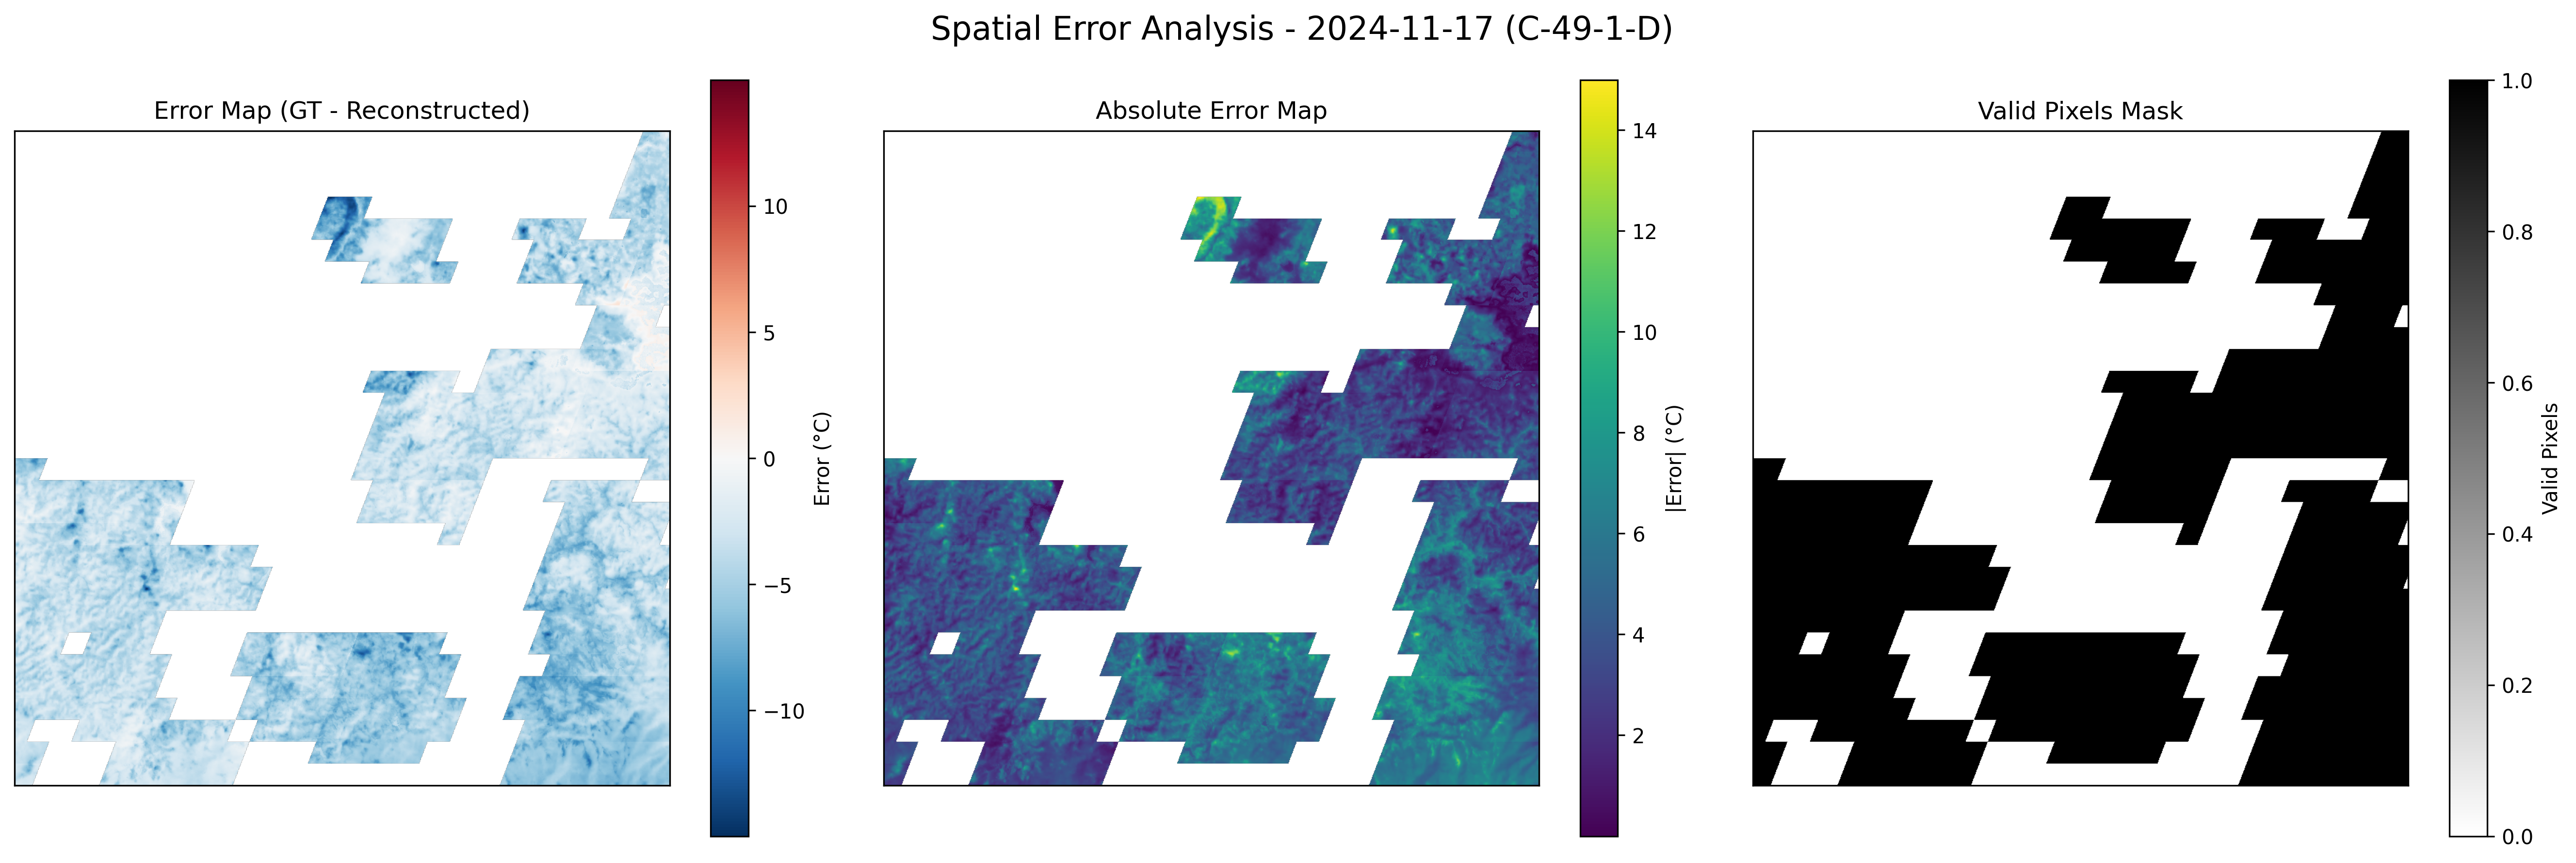 Spatial Error Analysis - 2024-11-17 (C-49-1-D)
Error Map (GT - Reconstructed)
10
5
0
−5
−10
Error (°C)
Absolute Error Map
14
12
10
8
6
4
2
|Error| (°C)
Valid Pixels Mask
1.0
0.8
0.6
0.4
0.2
0.0
Valid Pixels